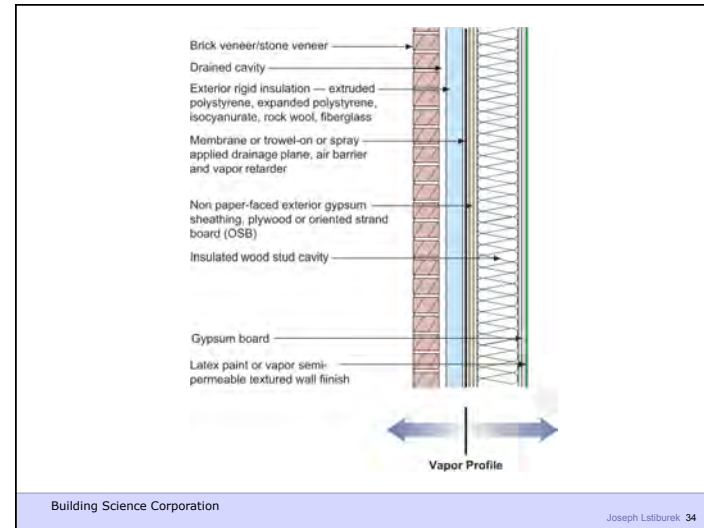 Brick veneer/stone veneer
Drained cavity
Exterior rigid insulation — extruded
polystyrene, expanded polystyrene,
isocyanurate, rock wool, fiberglass
Membrane or trowel-on or spray
applied drainage plane, air barrier
and vapor retarder
Non paper-faced exterior gypsum
sheathing, plywood or oriented strand
board (OSB)
Insulated wood stud cavity
Gypsum board
Latex paint or vapor semi-
permeable textured wall fiinish
Vapor Profile
Building Science Corporation
Joseph Lstiburek 34